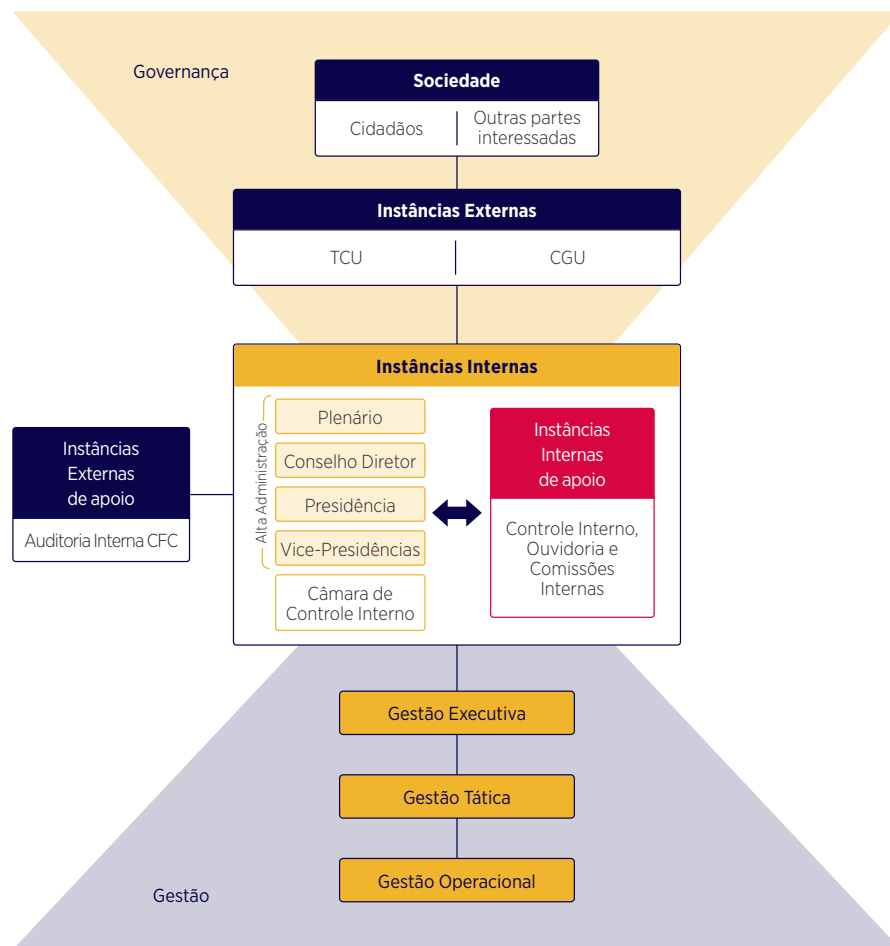 Governança
Sociedade
Cidadãos
Outras partes
interessadas
Instâncias Externas
TCU
CGU
Instâncias Internas
Alta Administração
Plenário
Conselho Diretor
Presidência
Vice-Presidências
Câmara de
Controle Interno
Instâncias
Internas
de apoio
Controle Interno,
Ouvidoria e
Comissões
Internas
Instâncias
Externas
de apoio
Auditoria Interna CFC
Gestão Executiva
Gestão Tática
Gestão Operacional
Gestão